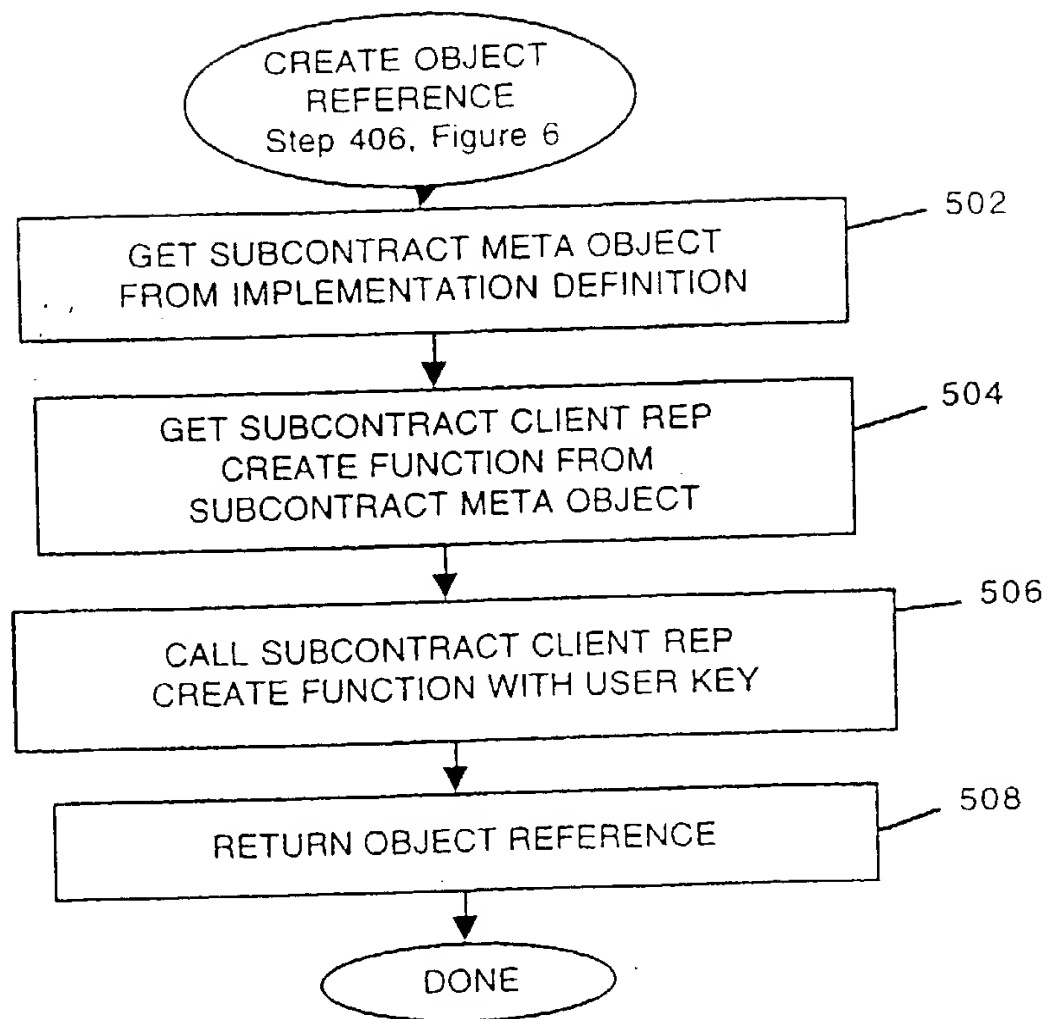 CREATE OBJECT
REFERENCE
Step 406, Figure 6
502
GET SUBCONTRACT META OBJECT
FROM IMPLEMENTATION DEFINITION
504
GET SUBCONTRACT CLIENT REP
CREATE FUNCTION FROM
SUBCONTRACT META OBJECT
506
CALL SUBCONTRACT CLIENT REP
CREATE FUNCTION WITH USER KEY
508
RETURN OBJECT REFERENCE
DONE